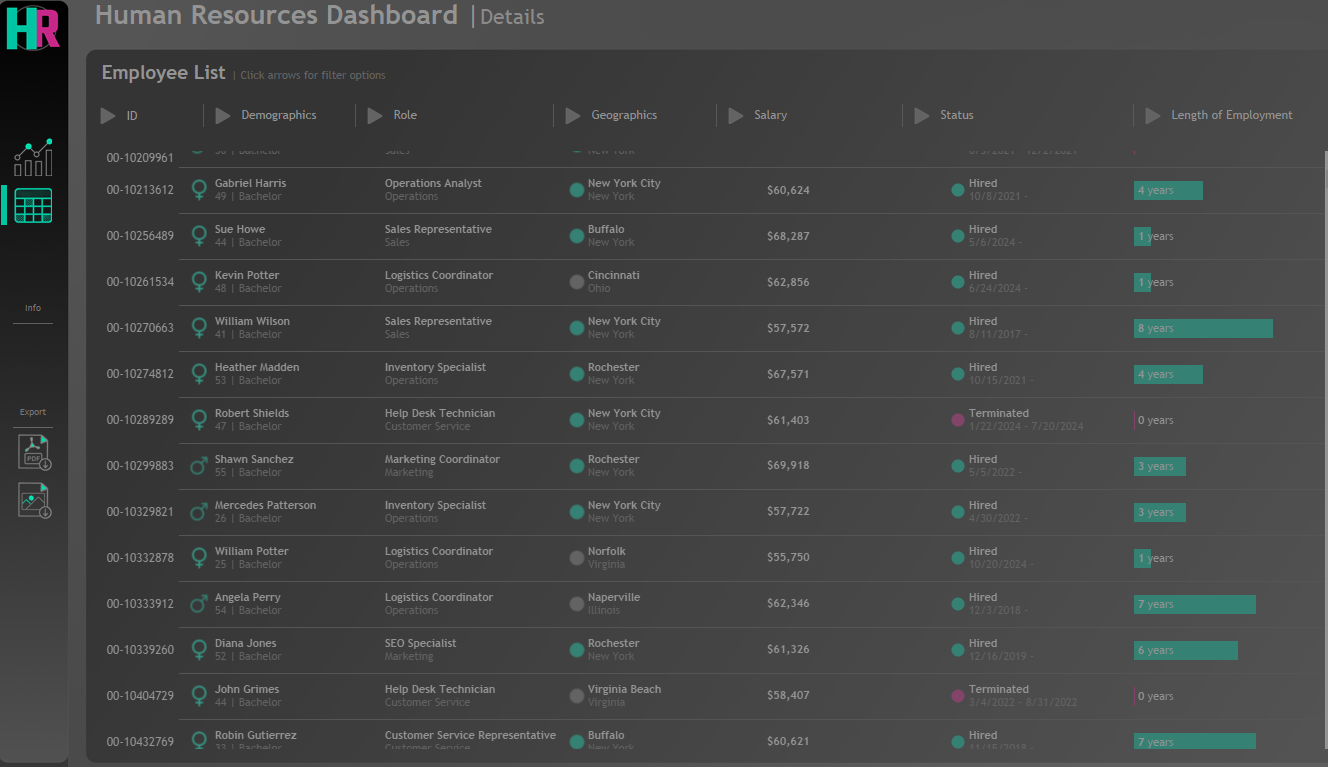 HR
Human Resources Dashboard | Details
Employee List | Click arrows for filter options
ID Demographics Role Geographics Salary Status Length of Employment
00-10209961 | Bachelor Sales New York
00-10213612 Gabriel Harris Operations Analyst New York City $60,624 Hired 4 years
49 | Bachelor Operations New York 10/8/2021 -
00-10256489 Sue Howe Sales Representative Buffalo $68,287 Hired 1 years
44 | Bachelor Sales New York 5/6/2024 -
00-10261534 Kevin Potter Logistics Coordinator Cincinnati $62,856 Hired 1 years
48 | Bachelor Operations Ohio 6/24/2024 -
Info
00-10270663 William Wilson Sales Representative New York City $57,572 Hired 8 years
41 | Bachelor Sales New York 8/11/2017 -
00-10274812 Heather Madden Inventory Specialist Rochester $67,571 Hired 4 years
53 | Bachelor Operations New York 10/15/2021 -
Export
00-10289289 Robert Shields Help Desk Technician New York City $61,403 Terminated 0 years
47 | Bachelor Customer Service New York 1/22/2024 - 7/20/2024
PDF
00-10299883 Shawn Sanchez Marketing Coordinator Rochester $69,918 Hired 3 years
55 | Bachelor Marketing New York 5/5/2022 -
00-10329821 Mercedes Patterson Inventory Specialist New York City $57,722 Hired 3 years
26 | Bachelor Operations New York 4/30/2022 -
00-10332878 William Potter Logistics Coordinator Norfolk $55,750 Hired 1 years
25 | Bachelor Operations Virginia 10/20/2024 -
00-10333912 Angela Perry Logistics Coordinator Naperville $62,346 Hired 7 years
54 | Bachelor Operations Illinois 12/3/2018 -
00-10339260 Diana Jones SEO Specialist Rochester $61,326 Hired 6 years
52 | Bachelor Marketing New York 12/16/2019 -
00-10404729 John Grimes Help Desk Technician Virginia Beach $58,407 Terminated 0 years
44 | Bachelor Customer Service Virginia 3/4/2022 - 8/31/2022
00-10432769 Robin Gutierrez Customer Service Representative Buffalo $60,621 Hired 7 years
33 | Bachelor Customer Service New York 11/15/2018 -